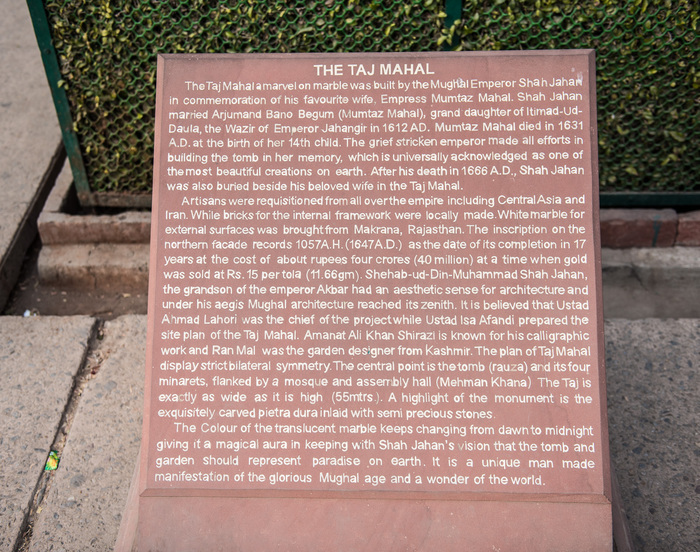 THE TAJ MAHAL
The Taj Mahal a marvel on marble was built by the Mughal Emperor Shah Jahan
in commemoration of his favourite wife, Empress Mumtaz Mahal. Shah Jahan
married Arjumand Bano Begum (Mumtaz Mahal), grand daughter of Itimad-Ud-
Daula, the Wazir of Emperor Jahangir in 1612 AD. Mumtaz Mahal died in 1631
A.D. at the birth of her 14th child. The grief stricken emperor made all efforts in
building the tomb in her memory, which is universally acknowledged as one of
the most beautiful creations on earth. After his death in 1666 A.D., Shah Jahan
was also buried beside his beloved wife in the Taj Mahal.
Artisans were requisitioned from all over the empire including Central Asia and
Iran. While bricks for the internal framework were locally made. White marble for
external surfaces was brought from Makrana, Rajasthan. The inscription on the
northern facade records 1057A.H. (1647A.D.) as the date of its completion in 17
years at the cost of about rupees four crores (40 million) at a time when gold
was sold at Rs. 15 per tola (11.66gm). Shehab-ud-Din-Muhammad Shah Jahan,
the grandson of the emperor Akbar had an aesthetic sense for architecture and
under his aegis Mughal architecture reached its zenith. It is believed that Ustad
Ahmad Lahori was the chief of the project while Ustad Isa Afandi prepared the
site plan of the Taj Mahal. Amanat Ali Khan Shirazi is known for his calligraphic
work and Ran Mal was the garden designer from Kashmir. The plan of Taj Mahal
display strict bilateral symmetry. The central point is the tomb (rauza) and its four
minarets, flanked by a mosque and assembly hall (Mehman Khana) The Taj is
exactly as wide as it is high (55mtrs.) A highlight of the monument is the
exquisitely carved pietra dura inlaid with semi precious stones.
The Colour of the translucent marble keeps changing from dawn to midnight
giving it a magical aura in keeping with Shah Jahan's vision that the tomb and
garden should represent paradise on earth. It is a unique man made
manifestation of the glorious Mughal age and a wonder of the world.